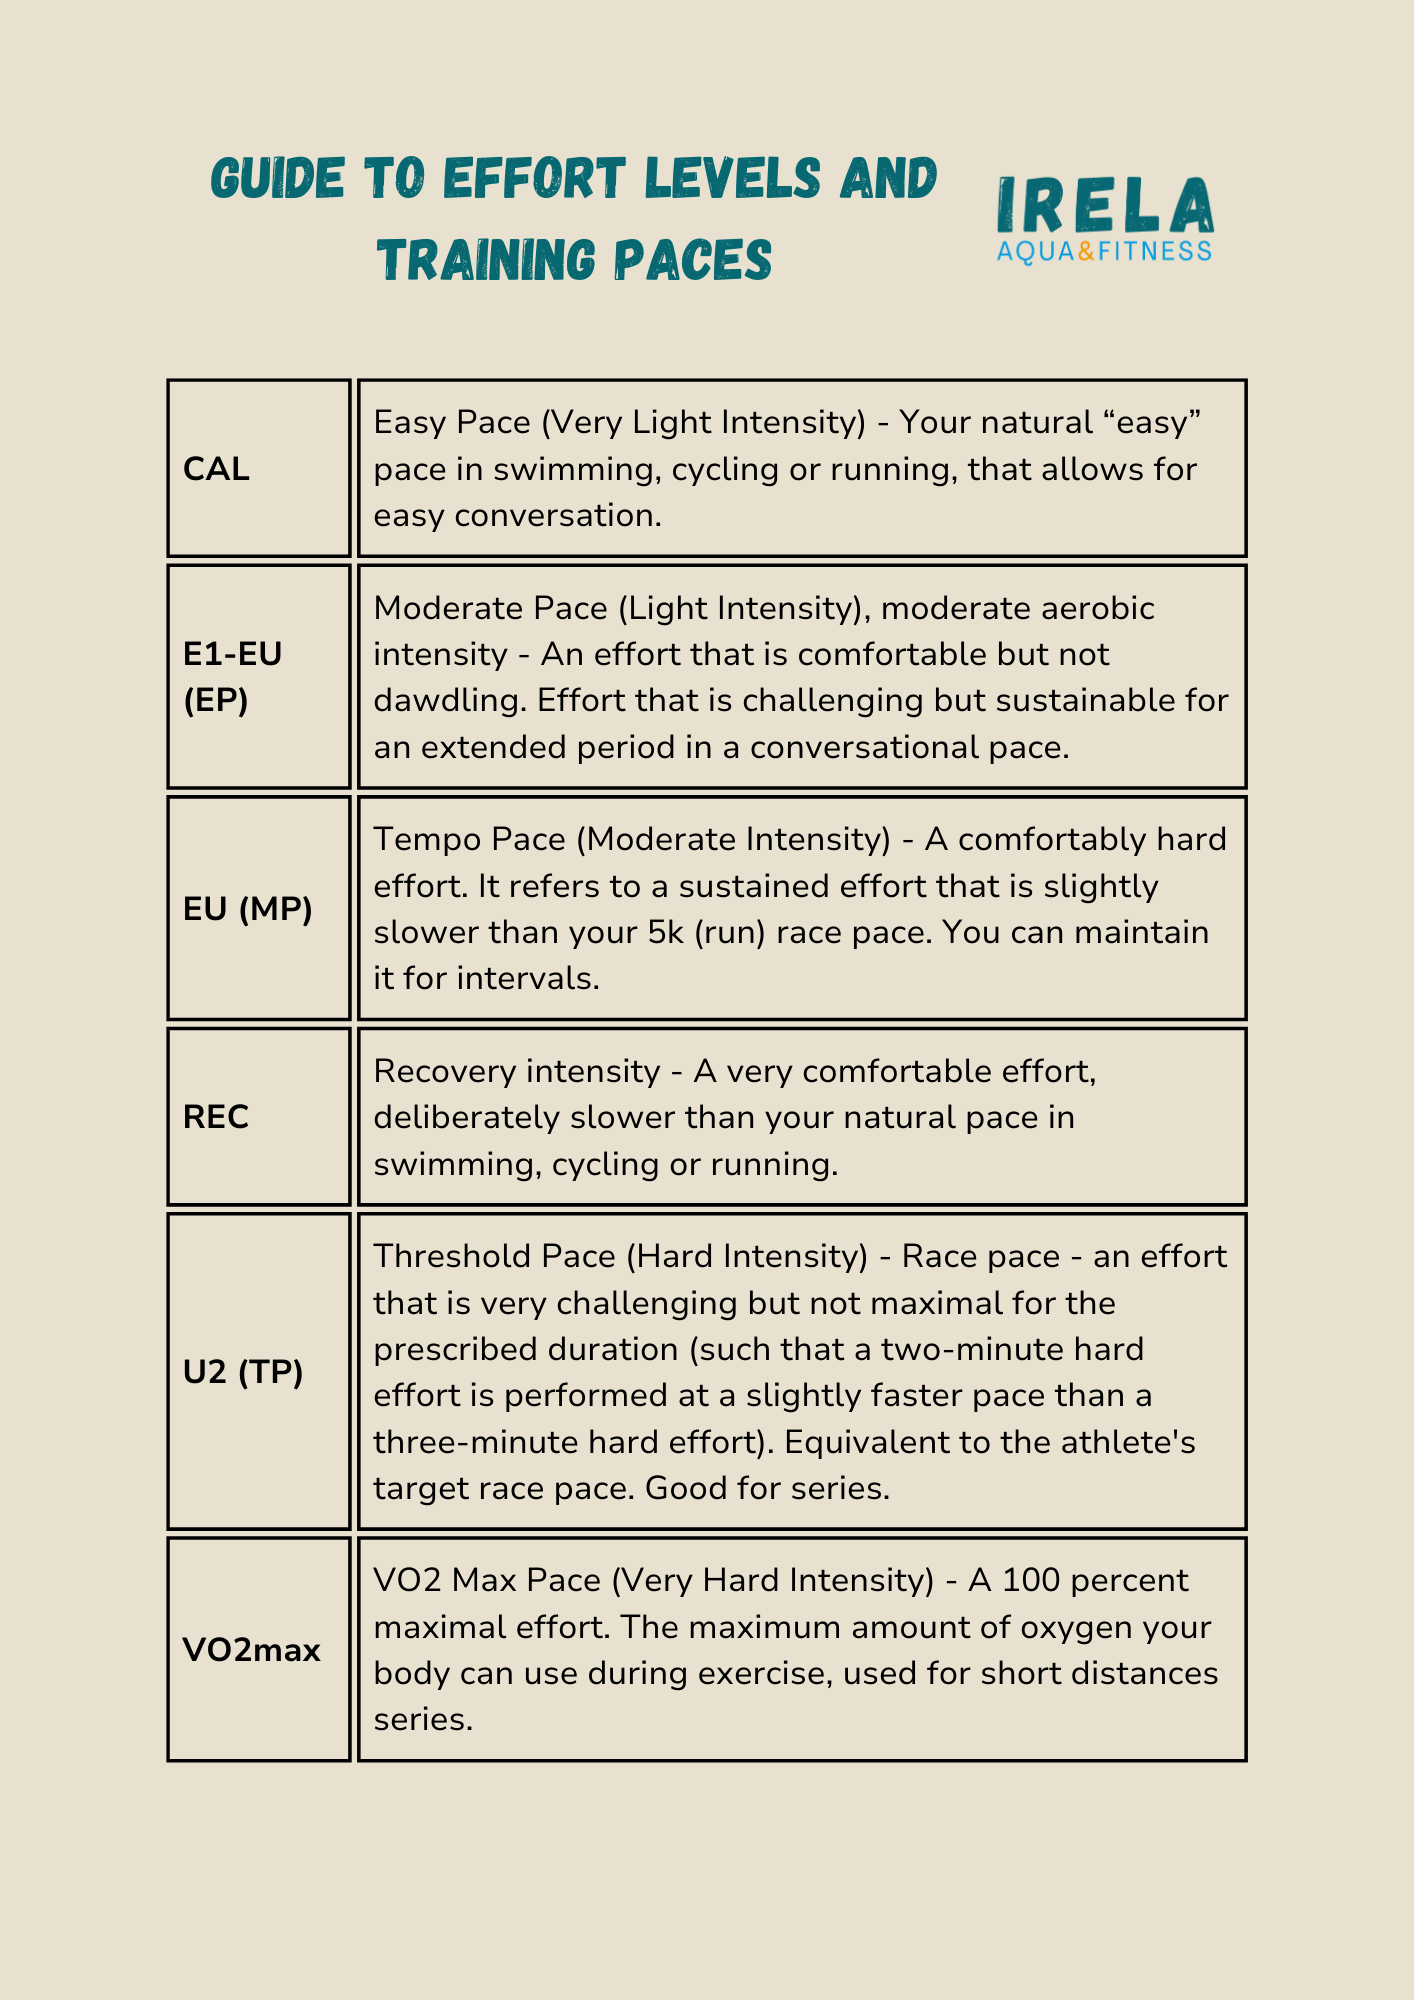 GUIDE TO EFFORT LEVELS AND
TRAINING PACES
IRELA
AQUA&FITNESS
CAL
Easy Pace (Very Light Intensity) - Your natural “easy”
pace in swimming, cycling or running, that allows for
easy conversation.
E1-EU
(EP)
Moderate Pace (Light Intensity), moderate aerobic
intensity - An effort that is comfortable but not
dawdling. Effort that is challenging but sustainable for
an extended period in a conversational pace.
EU (MP)
Tempo Pace (Moderate Intensity) - A comfortably hard
effort. It refers to a sustained effort that is slightly
slower than your 5k (run) race pace. You can maintain
it for intervals.
REC
Recovery intensity - A very comfortable effort,
deliberately slower than your natural pace in
swimming, cycling or running.
U2 (TP)
Threshold Pace (Hard Intensity) - Race pace - an effort
that is very challenging but not maximal for the
prescribed duration (such that a two-minute hard
effort is performed at a slightly faster pace than a
three-minute hard effort). Equivalent to the athlete's
target race pace. Good for series.
VO2max
VO2 Max Pace (Very Hard Intensity) - A 100 percent
maximal effort. The maximum amount of oxygen your
body can use during exercise, used for short distances
series.